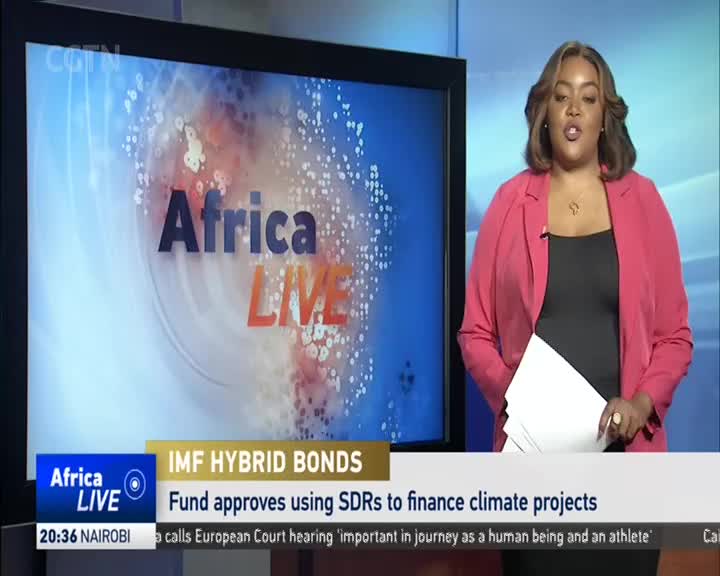 CGTN
Africa
LIVE
IMF HYBRID BONDS
Africa
LIVE
Fund approves using SDRs to finance climate projects
20:36 NAIROBI
a calls European Court hearing 'important in journey as a human being and an athlete'
Cai